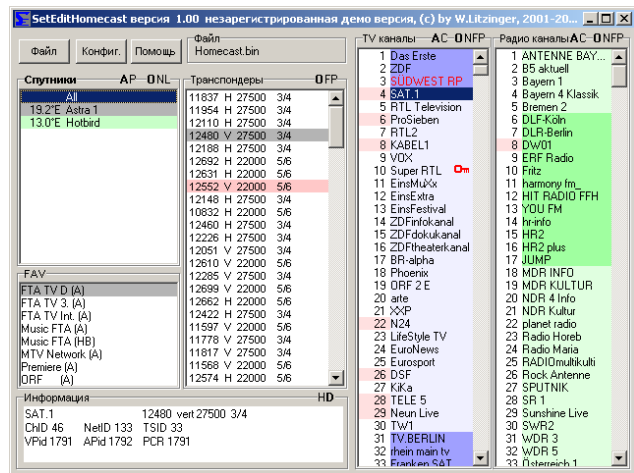 SetEditHomecast версия 1.00 незарегистрированная демо версия, (c) by W.Litzinger, 2001-20...
Файл Конфиг. Помощь
Файл
Homecast.bin
Спутники AP ONL
All
19.2°E Astra 1
13.0°E Hotbird
FAV
FTA TV D (A)
FTA TV 3. (A)
FTA TV Int. (A)
Music FTA (A)
Music FTA (HB)
MTV Network (A)
Premiere (A)
ORF (A)
Транспондеры OFP
11837 H 27500 3/4
11954 H 27500 3/4
12110 H 27500 3/4
12480 V 27500 3/4
12188 H 27500 3/4
12692 H 22000 5/6
12631 H 22000 5/6
12552 V 22000 5/6
12148 H 27500 3/4
10832 H 22000 5/6
12460 H 27500 3/4
12226 H 27500 3/4
12051 V 27500 3/4
12610 V 22000 5/6
12285 V 27500 3/4
12699 V 22000 5/6
12662 H 22000 5/6
12422 H 27500 3/4
11597 V 22000 5/6
11778 V 27500 3/4
11817 V 27500 3/4
11568 V 22000 5/6
12574 H 22000 5/6
TV каналы AC ONFP
1 Das Erste
2 ZDF
3 SÜDWEST RP
4 SAT.1
5 RTL Television
6 ProSieben
7 RTL2
8 KABEL1
9 VOX
10 Super RTL
11 EinsMuXx
12 EinsExtra
13 EinsFestival
14 ZDFinfokanal
15 ZDFdokukanal
16 ZDFtheaterkanal
17 BR-alpha
18 Phoenix
19 ORF 2 E
20 arte
21 XXP
22 N24
23 LifeStyle TV
24 EuroNews
25 Eurosport
26 DSF
27 KiKa
28 TELE 5
29 Neun Live
30 TW1
31 TV.BERLIN
32 rhein main tv
33 Franken SAT
Радио каналы AC ONFP
1 ANTENNE BAY...
2 B5 aktuell
3 Bayern 1
4 Bayern 4 Klassik
5 Bremen 2
6 DLF-Köln
7 DLR-Berlin
8 DW01
9 ERF Radio
10 Fritz
11 harmony fm_
12 HIT RADIO FFH
13 YOU FM
14 hr-info
15 HR2
16 HR2 plus
17 JUMP
18 MDR INFO
19 MDR KULTUR
20 NDR 4 Info
21 NDR Kultur
22 planet radio
23 Radio Horeb
24 Radio Maria
25 RADIOmultikulti
26 Rock Antenne
27 SPUTNIK
28 SR 1
29 Sunshine Live
30 SWR2
31 WDR 3
32 WDR 5
33 Österreich 1
Информация HD
SAT.1 12480 vert 27500 3/4
ChID 46 NetID 133 TSID 33
VPid 1791 APid 1792 PCR 1791